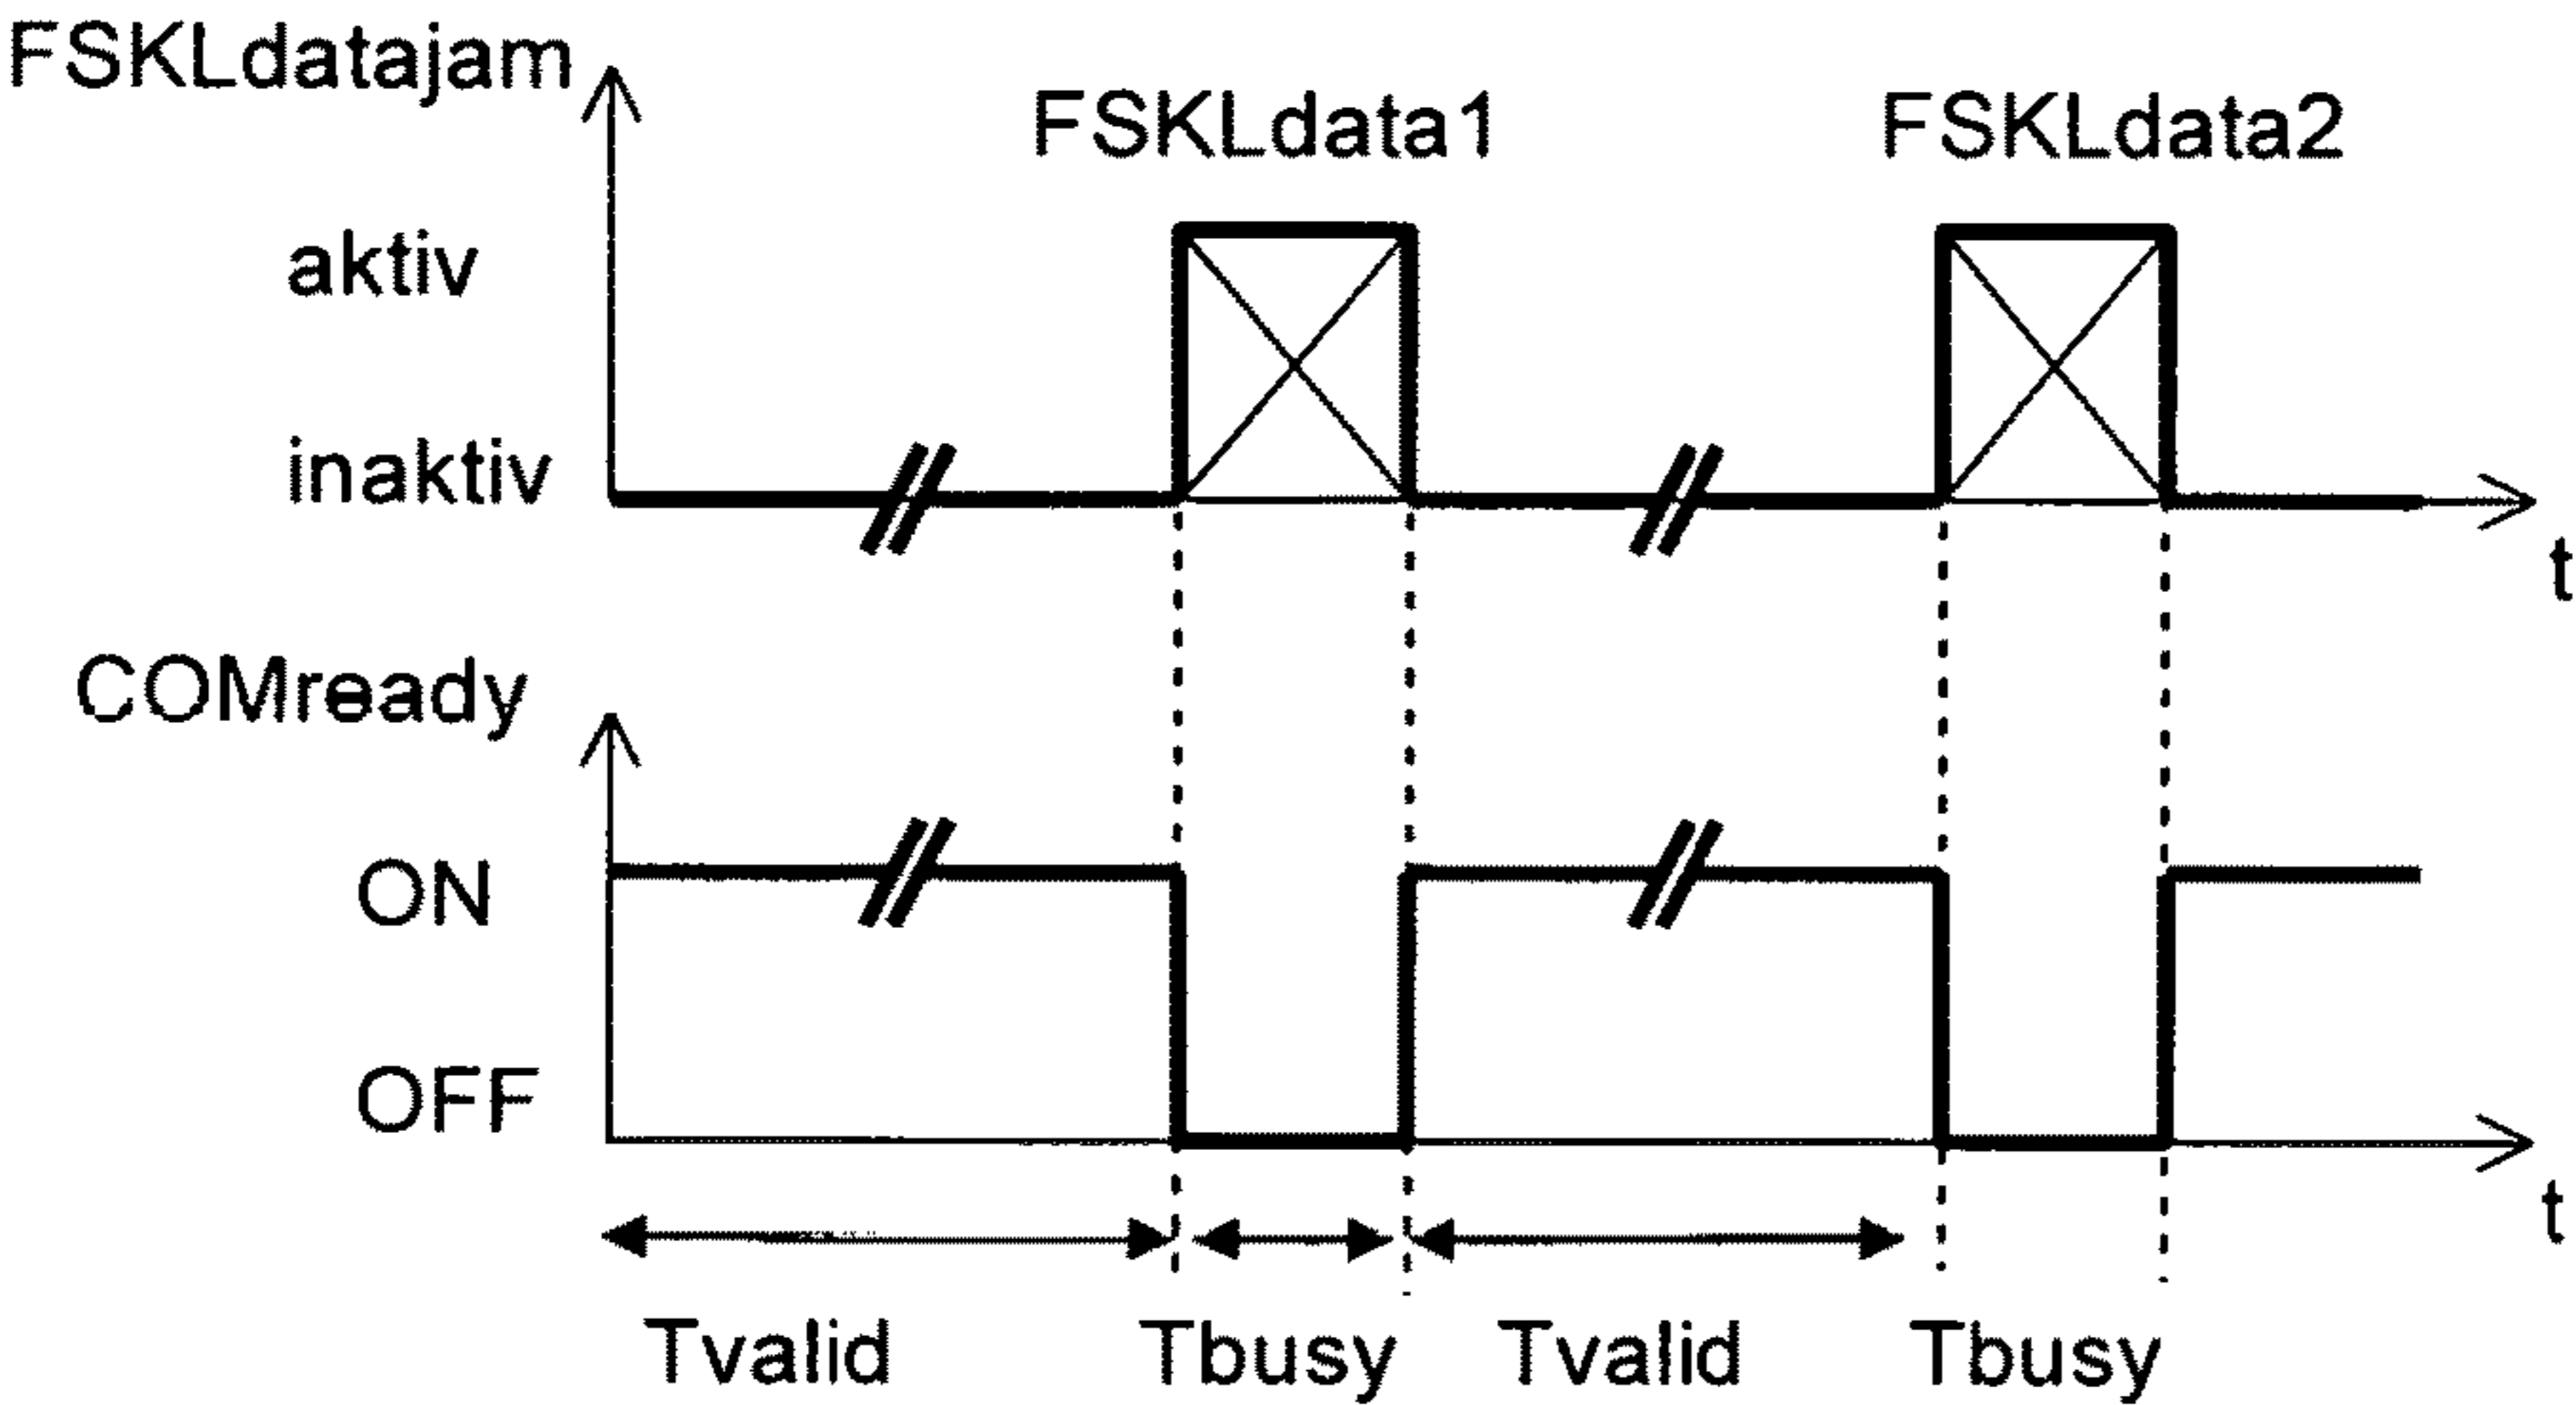 FSKLdatajam
FSKLdata1 FSKLdata2
aktiv
inaktiv
t
COMready
ON
OFF
t
Tvalid Tbusy Tvalid Tbusy